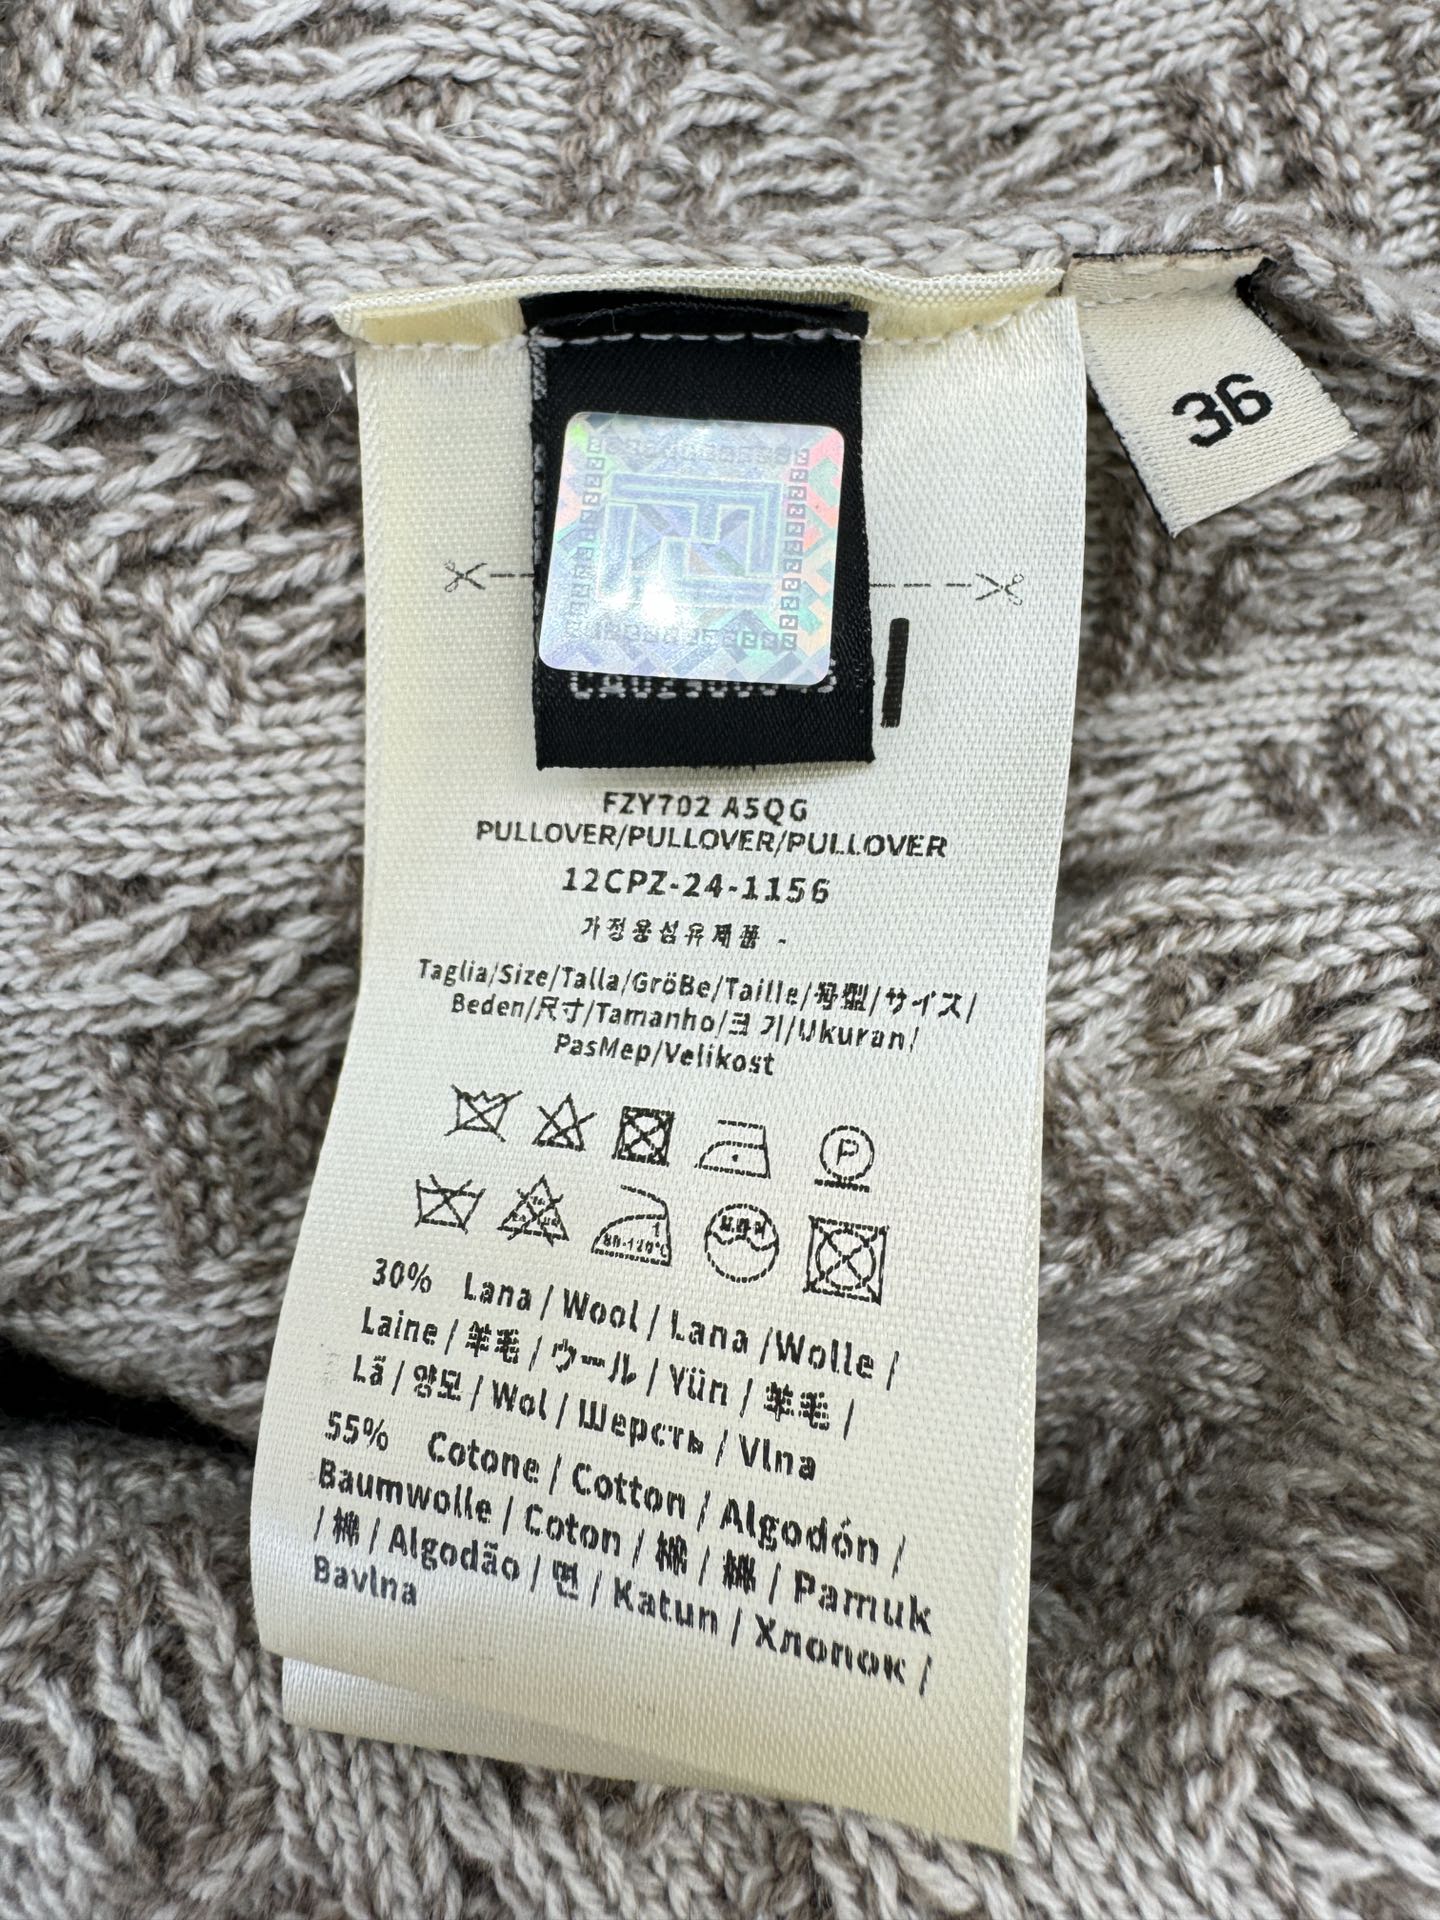 36
FZY702 A5QG
PULLOVER/PULLOVER/PULLOVER
12CPZ-24-1156
가정용섬유제품 -
Taglia/Size/Talla/GröBe/Taille/号型/サイズ/
Beden/尺寸/Tamanho/크기/Ukuran/
PasMep/Velikost
P
80-120°C
30% Lana / Wool / Lana /Wolle /
Laine / 羊毛 / ウール / Yün / 羊毛 /
Lã / 양모 / Wol / Шерсть / Vlna
55% Cotone / Cotton / Algodón /
Baumwolle / Coton / 棉 / 綿 / Pamuk
/ 棉 / Algodão / 면 / Katun / Хлопок /
Bavlna